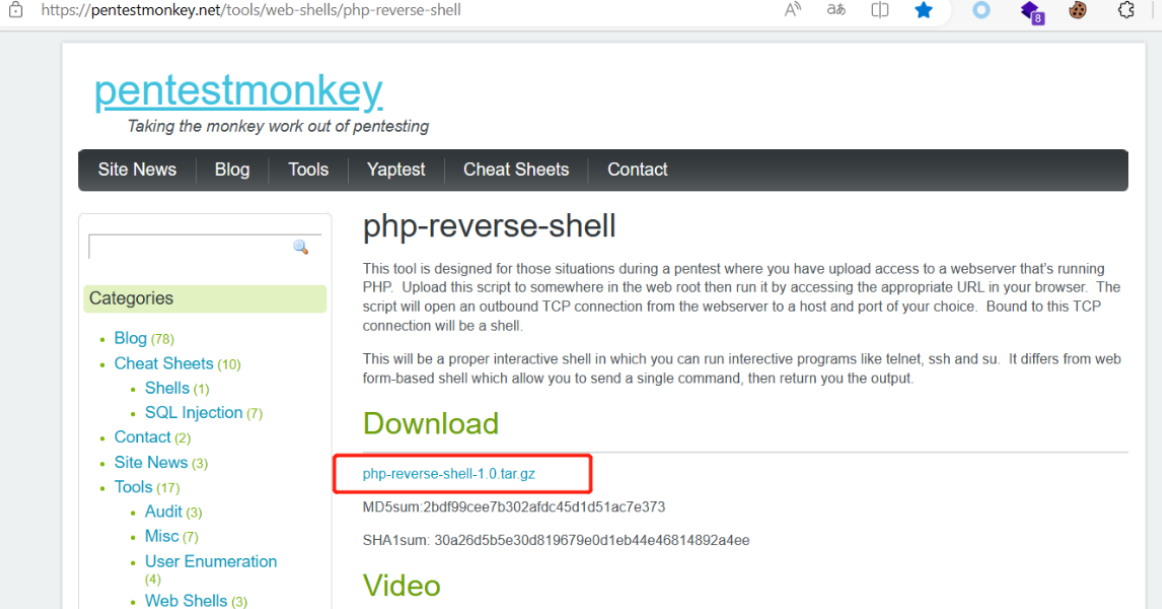 https://pentestmonkey.net/tools/web-shells/php-reverse-shell
8
pentestmonkey
Taking the monkey work out of pentesting
Site News
Blog
Tools
Yaptest
Cheat Sheets
Contact
Categories
Blog (78)
Cheat Sheets (10)
Shells (1)
SQL Injection (7)
Contact (2)
Site News (3)
Tools (17)
Audit (3)
Misc (7)
User Enumeration
(4)
Web Shells (3)
php-reverse-shell
This tool is designed for those situations during a pentest where you have upload access to a webserver that's running
PHP. Upload this script to somewhere in the web root then run it by accessing the appropriate URL in your browser. The
script will open an outbound TCP connection from the webserver to a host and port of your choice. Bound to this TCP
connection will be a shell.
This will be a proper interactive shell in which you can run interective programs like telnet, ssh and su. It differs from web
form-based shell which allow you to send a single command, then return you the output.
Download
php-reverse-shell-1.0.tar.gz
MD5sum:2bdf99cee7b302afdc45d1d51ac7e373
SHA1sum: 30a26d5b5e30d819679e0d1eb44e46814892a4ee
Video